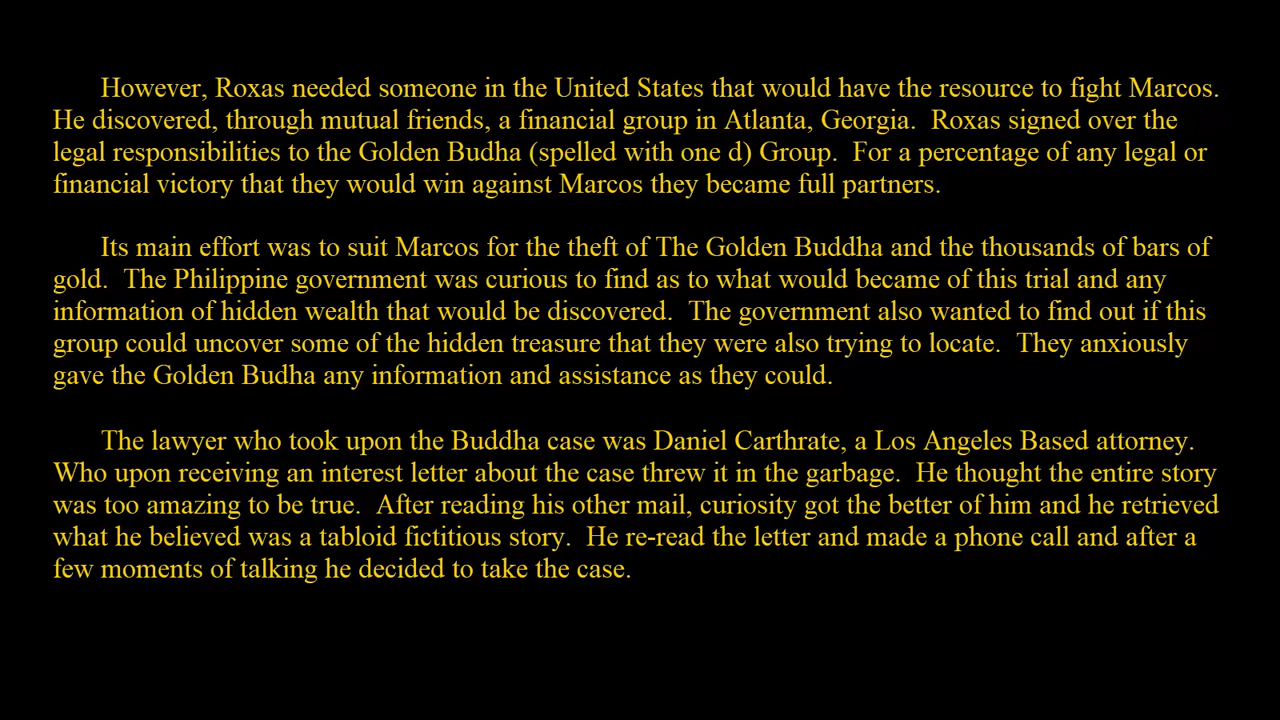 However, Roxas needed someone in the United States that would have the resource to fight Marcos.
He discovered, through mutual friends, a financial group in Atlanta, Georgia.  Roxas signed over the
legal responsibilities to the Golden Budha (spelled with one d) Group.  For a percentage of any legal or
financial victory that they would win against Marcos they became full partners.
Its main effort was to suit Marcos for the theft of The Golden Buddha and the thousands of bars of
gold.  The Philippine government was curious to find as to what would became of this trial and any
information of hidden wealth that would be discovered.  The government also wanted to find out if this
group could uncover some of the hidden treasure that they were also trying to locate.  They anxiously
gave the Golden Budha any information and assistance as they could.
The lawyer who took upon the Buddha case was Daniel Carthrate, a Los Angeles Based attorney.
Who upon receiving an interest letter about the case threw it in the garbage.  He thought the entire story
was too amazing to be true.  After reading his other mail, curiosity got the better of him and he retrieved
what he believed was a tabloid fictitious story.  He re-read the letter and made a phone call and after a
few moments of talking he decided to take the case.